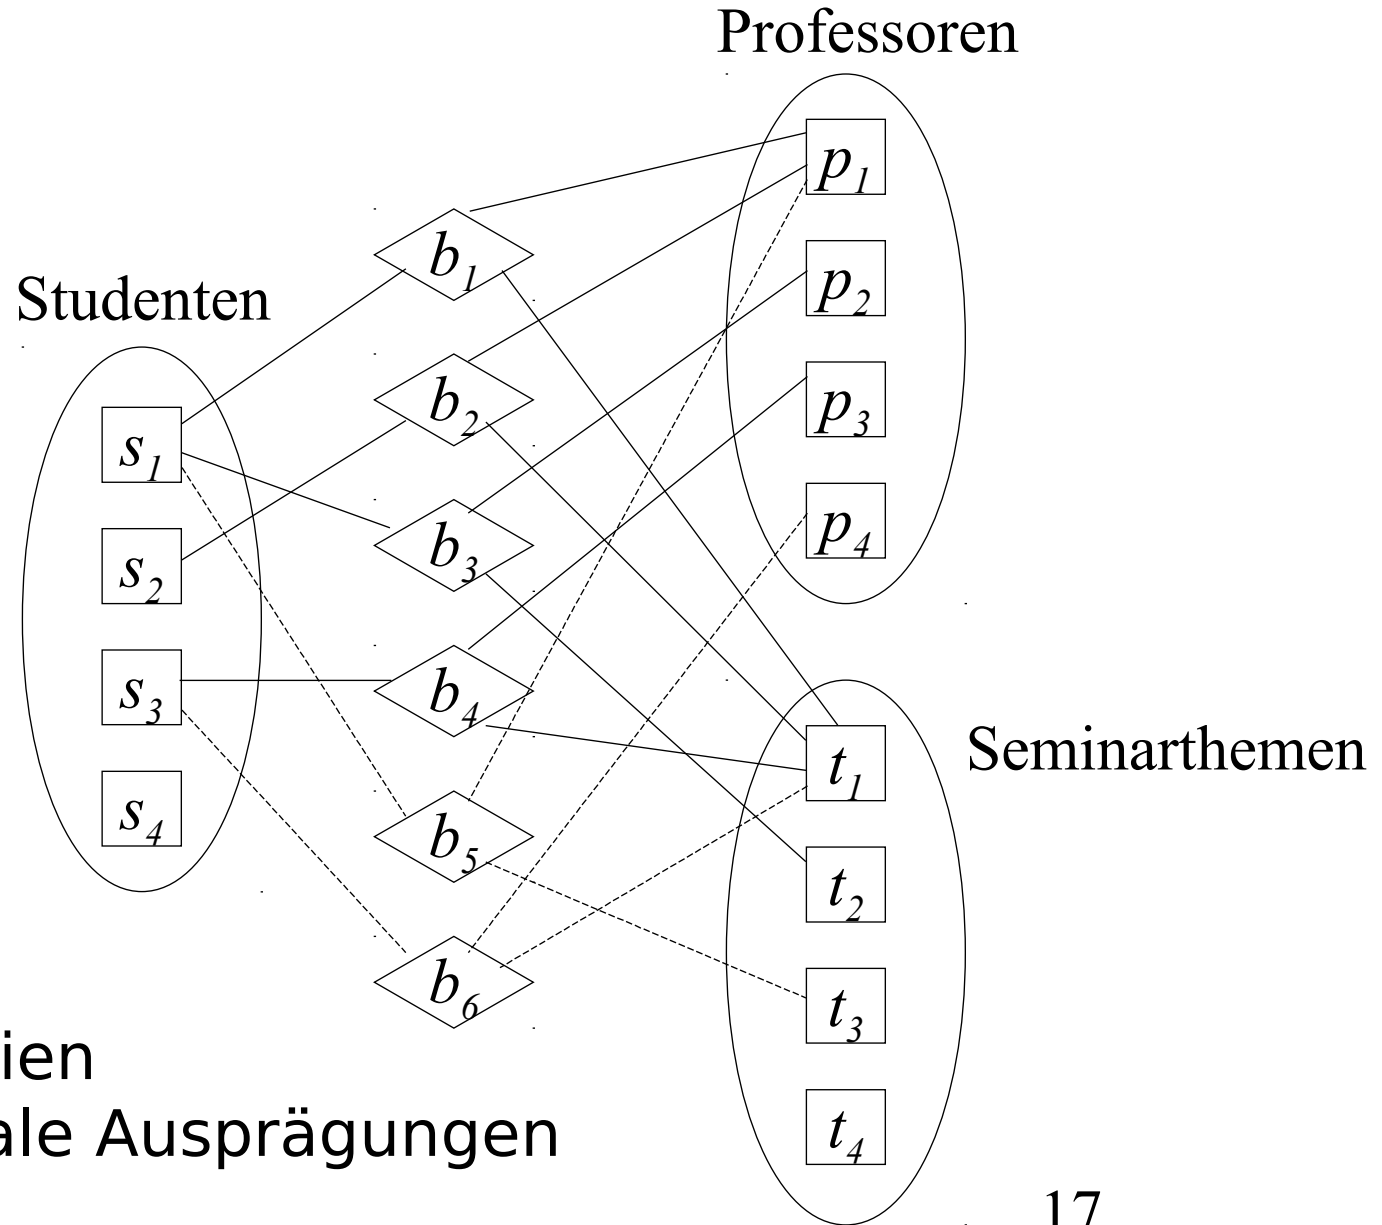 Professoren
p1
b1
p2
Studenten
b2
p3
s1
p4
b3
s2
s3
b4
t1
Seminarthemen
s4
b5
t2
b6
t3
ien
ale Ausprägungen
t4
17